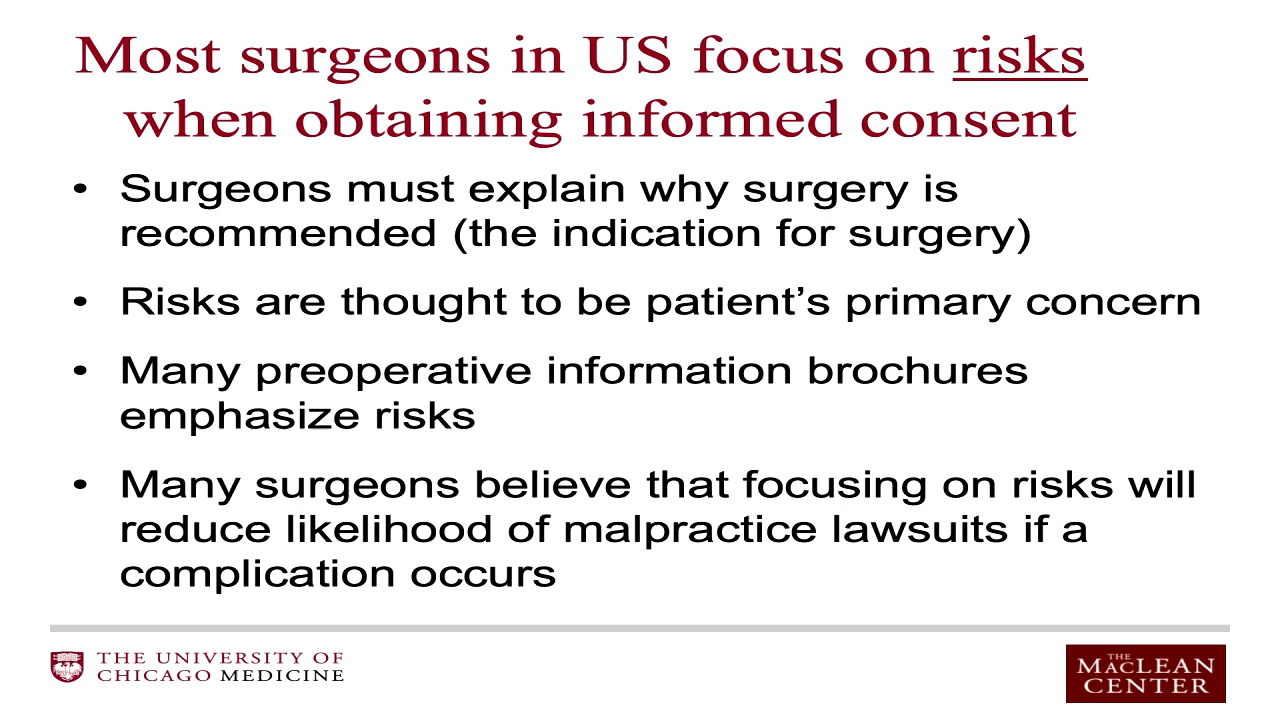 Most surgeons in US focus on risks
when obtaining informed consent
• Surgeons must explain why surgery is
recommended (the indication for surgery)
• Risks are thought to be patient’s primary concern
• Many preoperative information brochures
emphasize risks
• Many surgeons believe that focusing on risks will
reduce likelihood of malpractice lawsuits if a
complication occurs
THE UNIVERSITY OF
CHICAGO MEDICINE
THE
MACLEAN
CENTER